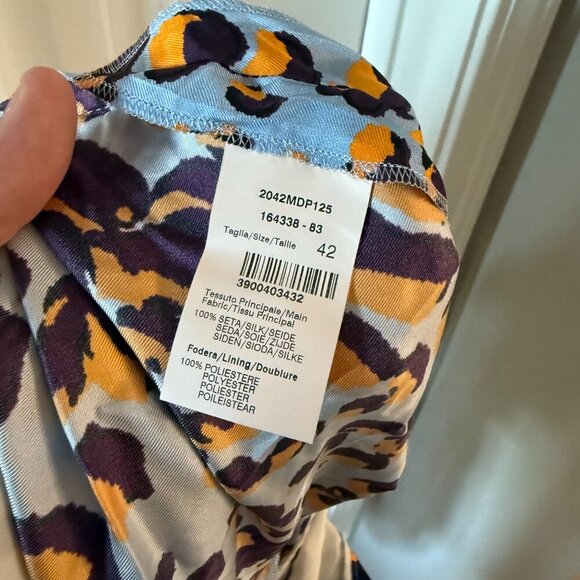 2042MDP125
164338 - 83
Taglia/Size/Taille 42
3900403432
Tessuto Principale/Main
Fabric/Tissu Principal
100% SETA/SILK/SEIDE
SEDA/SOIE/ZIJDE
SIDEN/SIODA/SILKE
Fodera/Lining/Doublure
100% POLIESTERE
POLYESTER
POLIESTER
POILEISTEAR